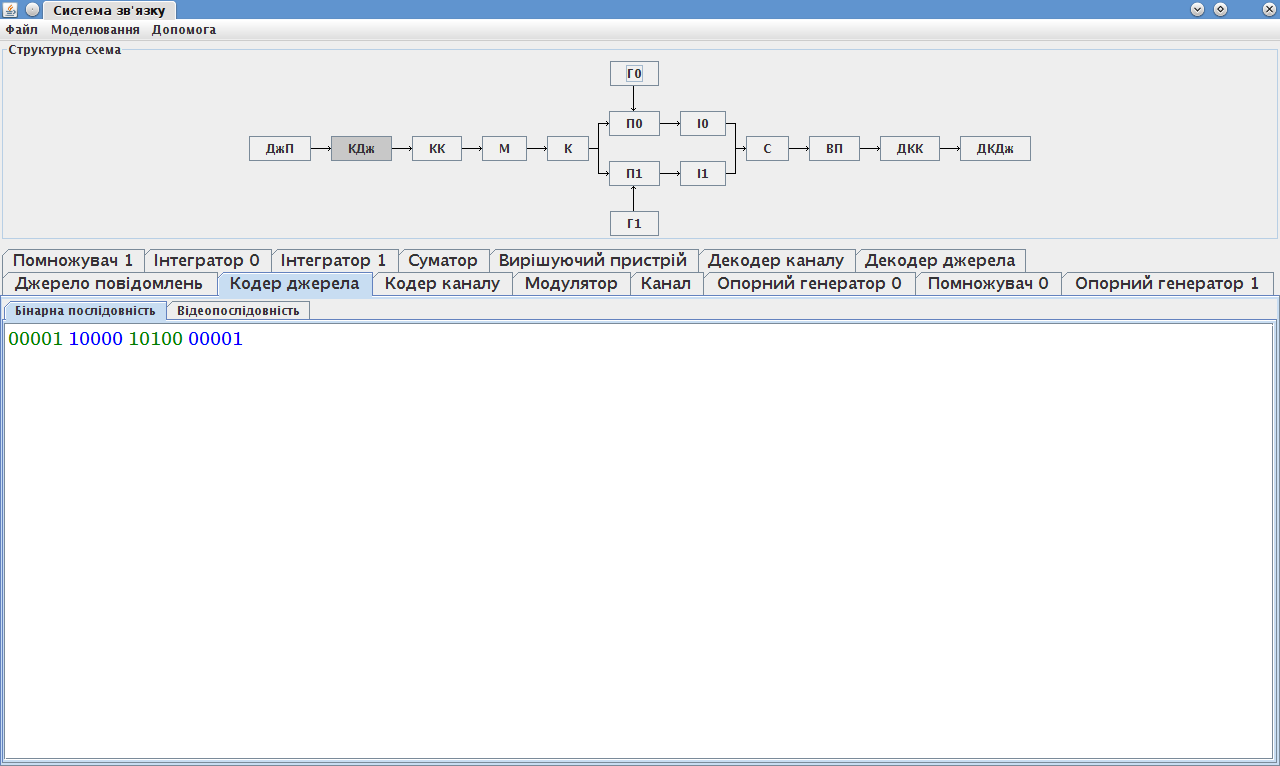 Система зв'язку
Файл Моделювання Допомога
Структурна схема
Г0
П0 І0
ДжП КДж КК М К С ВП ДКК ДКДж
П1 І1
Г1
Помножувач 1 Інтегратор 0 Інтегратор 1 Суматор Вирішуючий пристрій Декодер каналу Декодер джерела
Джерело повідомлень Кодер джерела Кодер каналу Модулятор Канал Опорний генератор 0 Помножувач 0 Опорний генератор 1
Бінарна послідовність Відеопослідовність
00001 10000 10100 00001